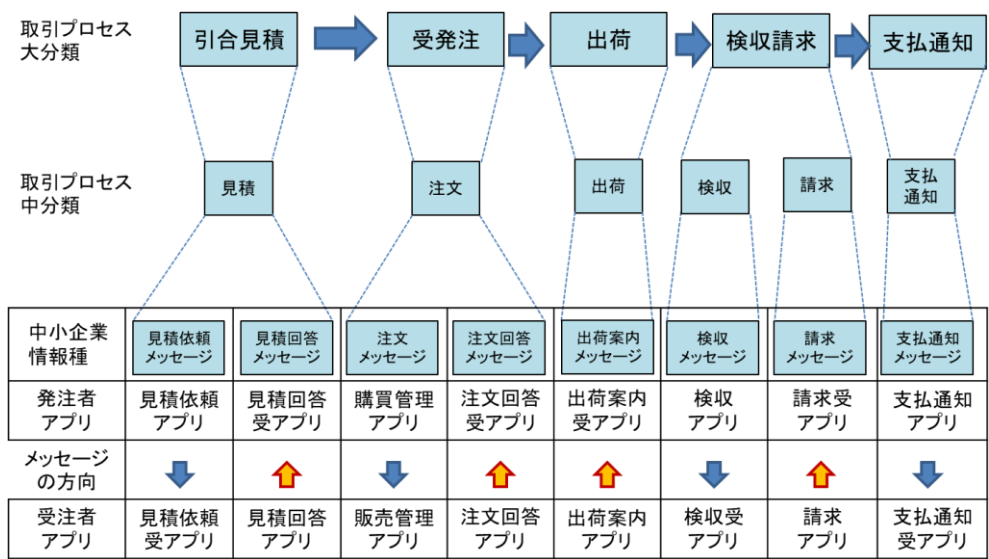 取引プロセス
大分類
引合見積
受発注
出荷
検収請求
支払通知
取引プロセス
中分類
見積
注文
出荷
検収
請求
支払
通知
中小企業
情報種
見積依頼
メッセージ
見積回答
メッセージ
注文
メッセージ
注文回答
メッセージ
出荷案内
メッセージ
検収
メッセージ
請求
メッセージ
支払通知
メッセージ
発注者
アプリ
見積依頼
アプリ
見積回答
受アプリ
購買管理
アプリ
注文回答
受アプリ
出荷案内
受アプリ
検収
アプリ
請求受
アプリ
支払通知
アプリ
メッセージ
の方向
受注者
アプリ
見積依頼
受アプリ
見積回答
アプリ
販売管理
アプリ
注文回答
アプリ
出荷案内
アプリ
検収受
アプリ
請求
アプリ
支払通知
受アプリ